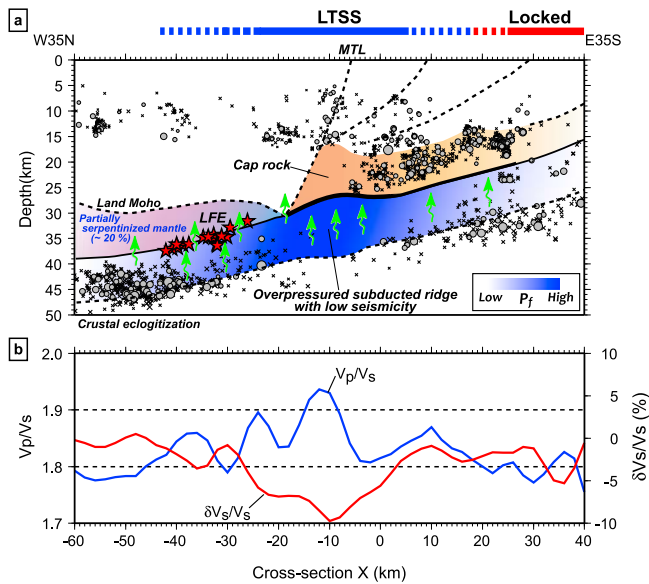 a
LTSS
Locked
W35N
E35S
MTL
0
5
10
15
20
25
30
35
40
45
50
Depth(km)
Cap rock
Land Moho
Partially
serpentinized mantle
(~ 20 %)
LFE
Overpressured subducted ridge
with low seismicity
Low Pf High
Crustal eclogitization
b
2.0
1.9
1.8
1.7
Vp/Vs
Vp/Vs
δVs/Vs
10
5
0
-5
-10
δVs/Vs (%)
-60 -50 -40 -30 -20 -10 0 10 20 30 40
Cross-section X (km)